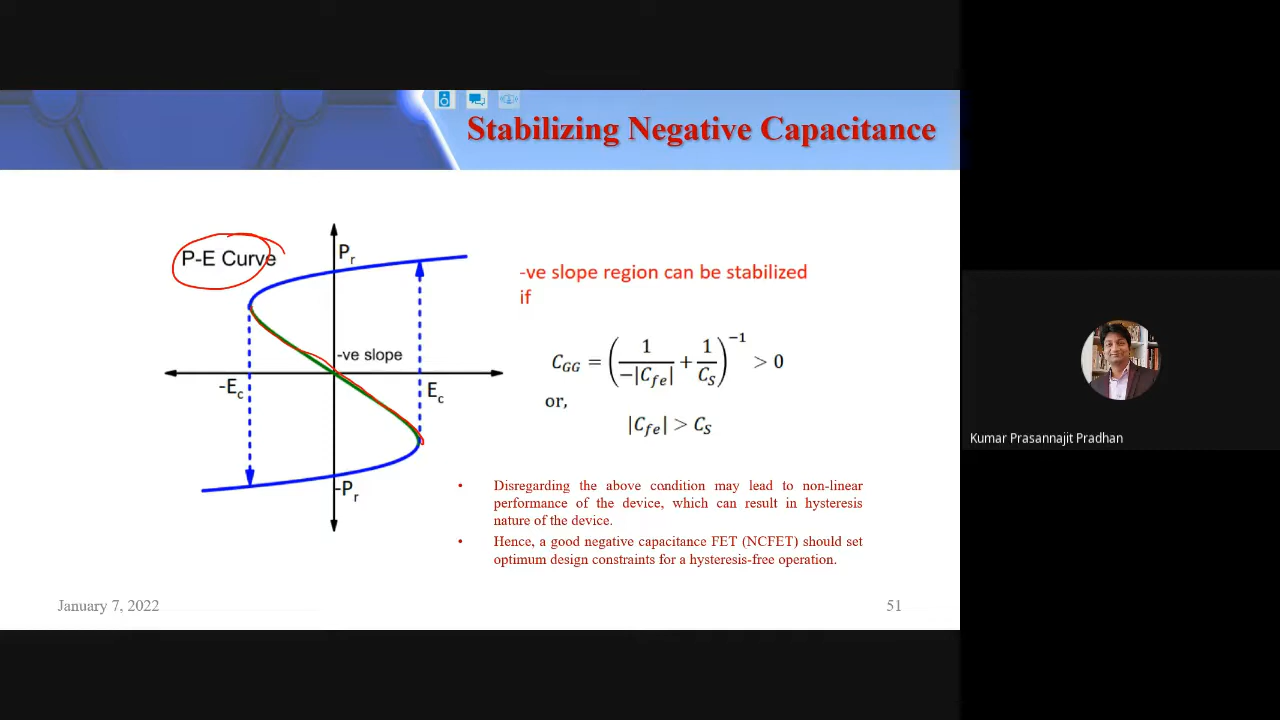 Stabilizing Negative Capacitance
P-E Curve
P_r
-ve slope
-E_c
E_c
-P_r
-ve slope region can be stabilized
if
C_GG = (1/(-|C_fe|) + 1/C_S)^-1 > 0
or,
|C_fe| > C_S
• Disregarding the above condition may lead to non-linear
performance of the device, which can result in hysteresis
nature of the device.
• Hence, a good negative capacitance FET (NCFET) should set
optimum design constraints for a hysteresis-free operation.
January 7, 2022
51
Kumar Prasannajit Pradhan